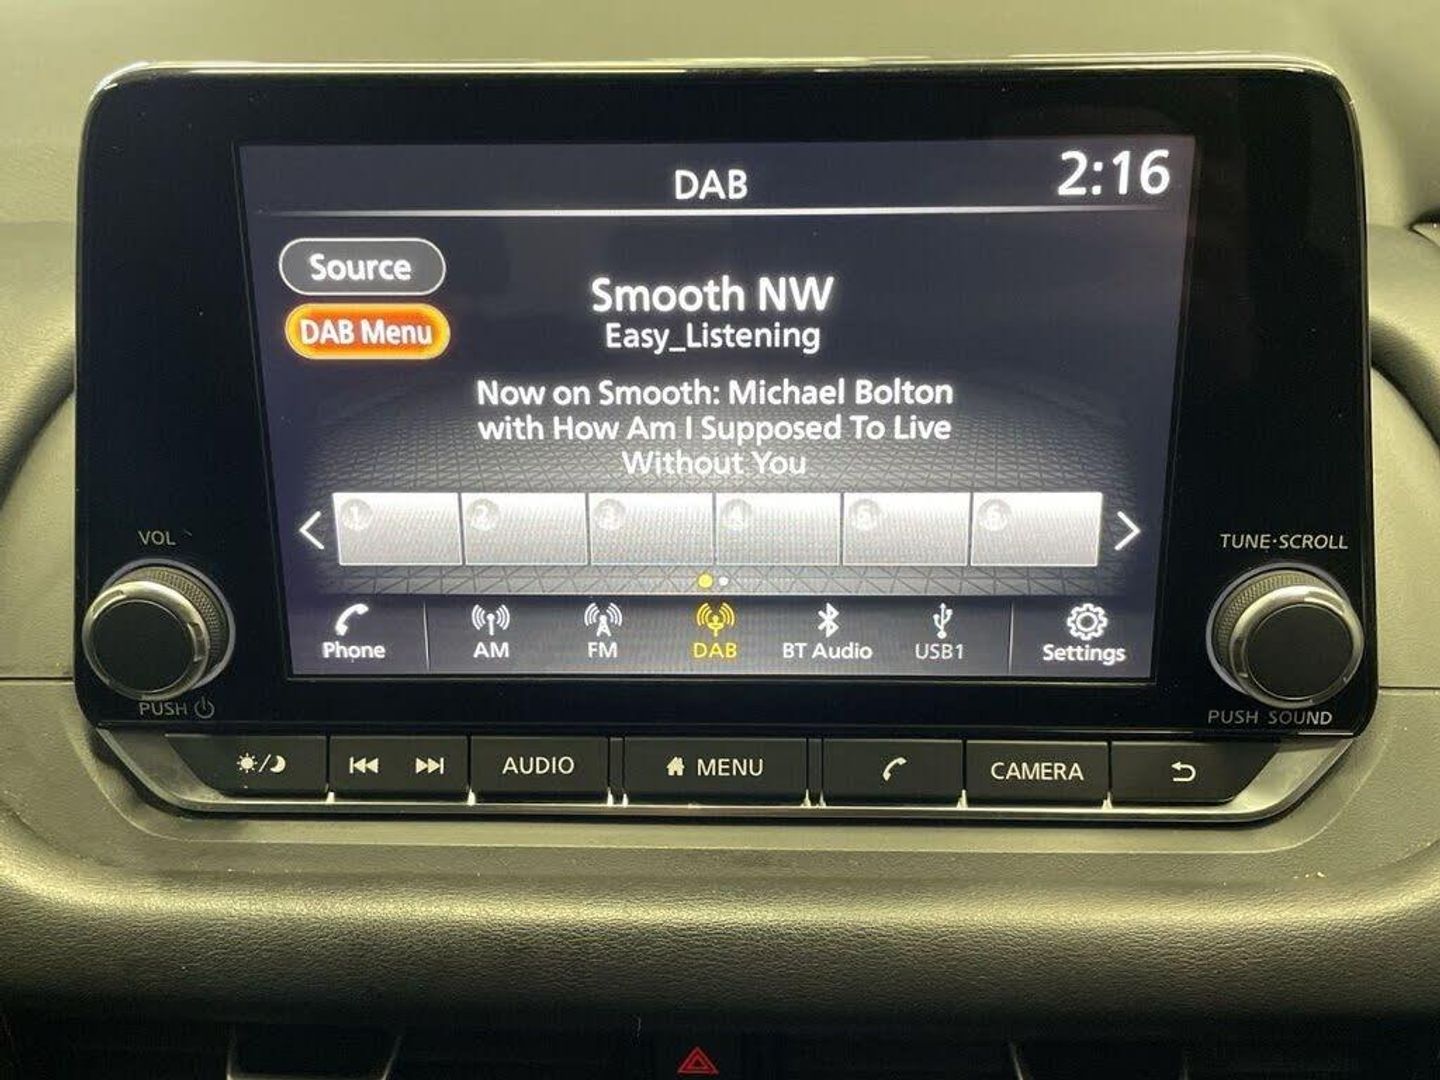 DAB
2:16
Source
DAB Menu
Smooth NW
Easy_Listening
Now on Smooth: Michael Bolton
with How Am I Supposed To Live
Without You
1 2 3 4 5 6
Phone AM FM DAB BT Audio USB1 Settings
VOL
PUSH
TUNE·SCROLL
PUSH SOUND
AUDIO MENU CAMERA